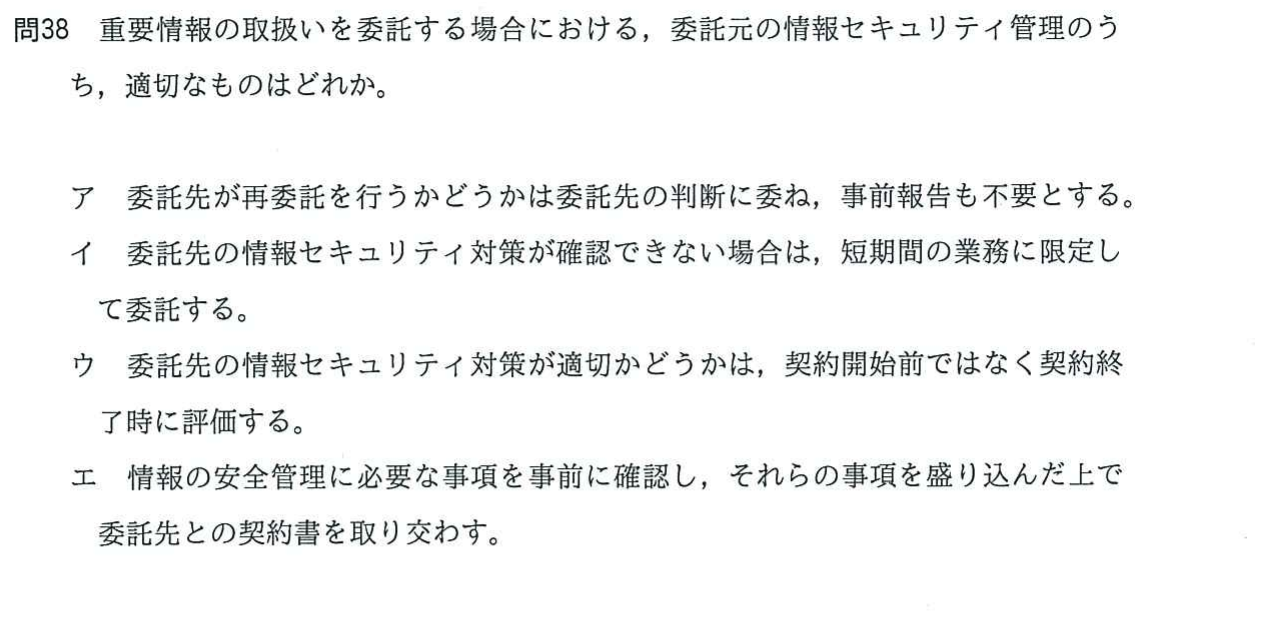 問38　重要情報の取扱いを委託する場合における，委託元の情報セキュリティ管理のう
ち，適切なものはどれか。
ア　委託先が再委託を行うかどうかは委託先の判断に委ね，事前報告も不要とする。
イ　委託先の情報セキュリティ対策が確認できない場合は，短期間の業務に限定し
て委託する。
ウ　委託先の情報セキュリティ対策が適切かどうかは，契約開始前ではなく契約終
了時に評価する。
エ　情報の安全管理に必要な事項を事前に確認し，それらの事項を盛り込んだ上で
委託先との契約書を取り交わす。